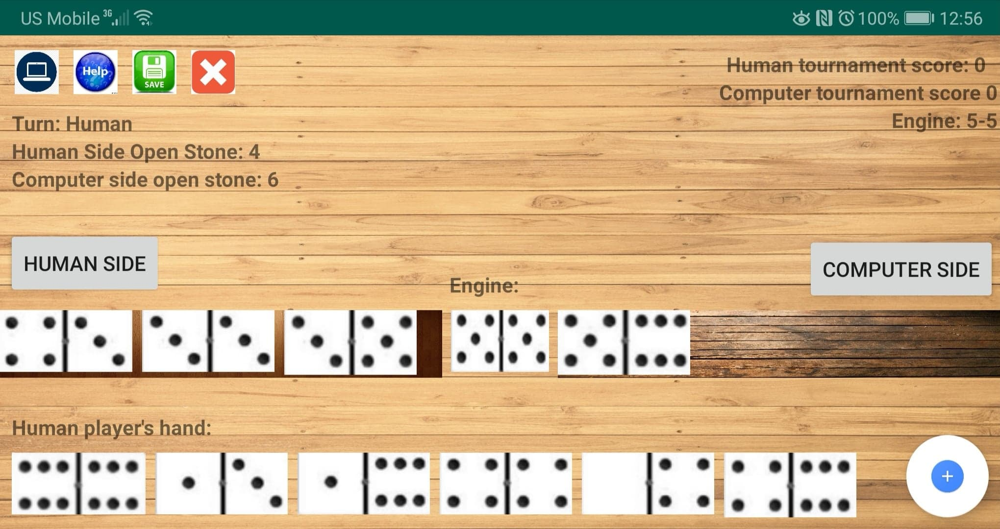 US Mobile 3G
100% 12:56
Help
SAVE
Human tournament score: 0
Computer tournament score 0
Engine: 5-5
Turn: Human
Human Side Open Stone: 4
Computer side open stone: 6
HUMAN SIDE
COMPUTER SIDE
Engine:
Human player's hand:
+